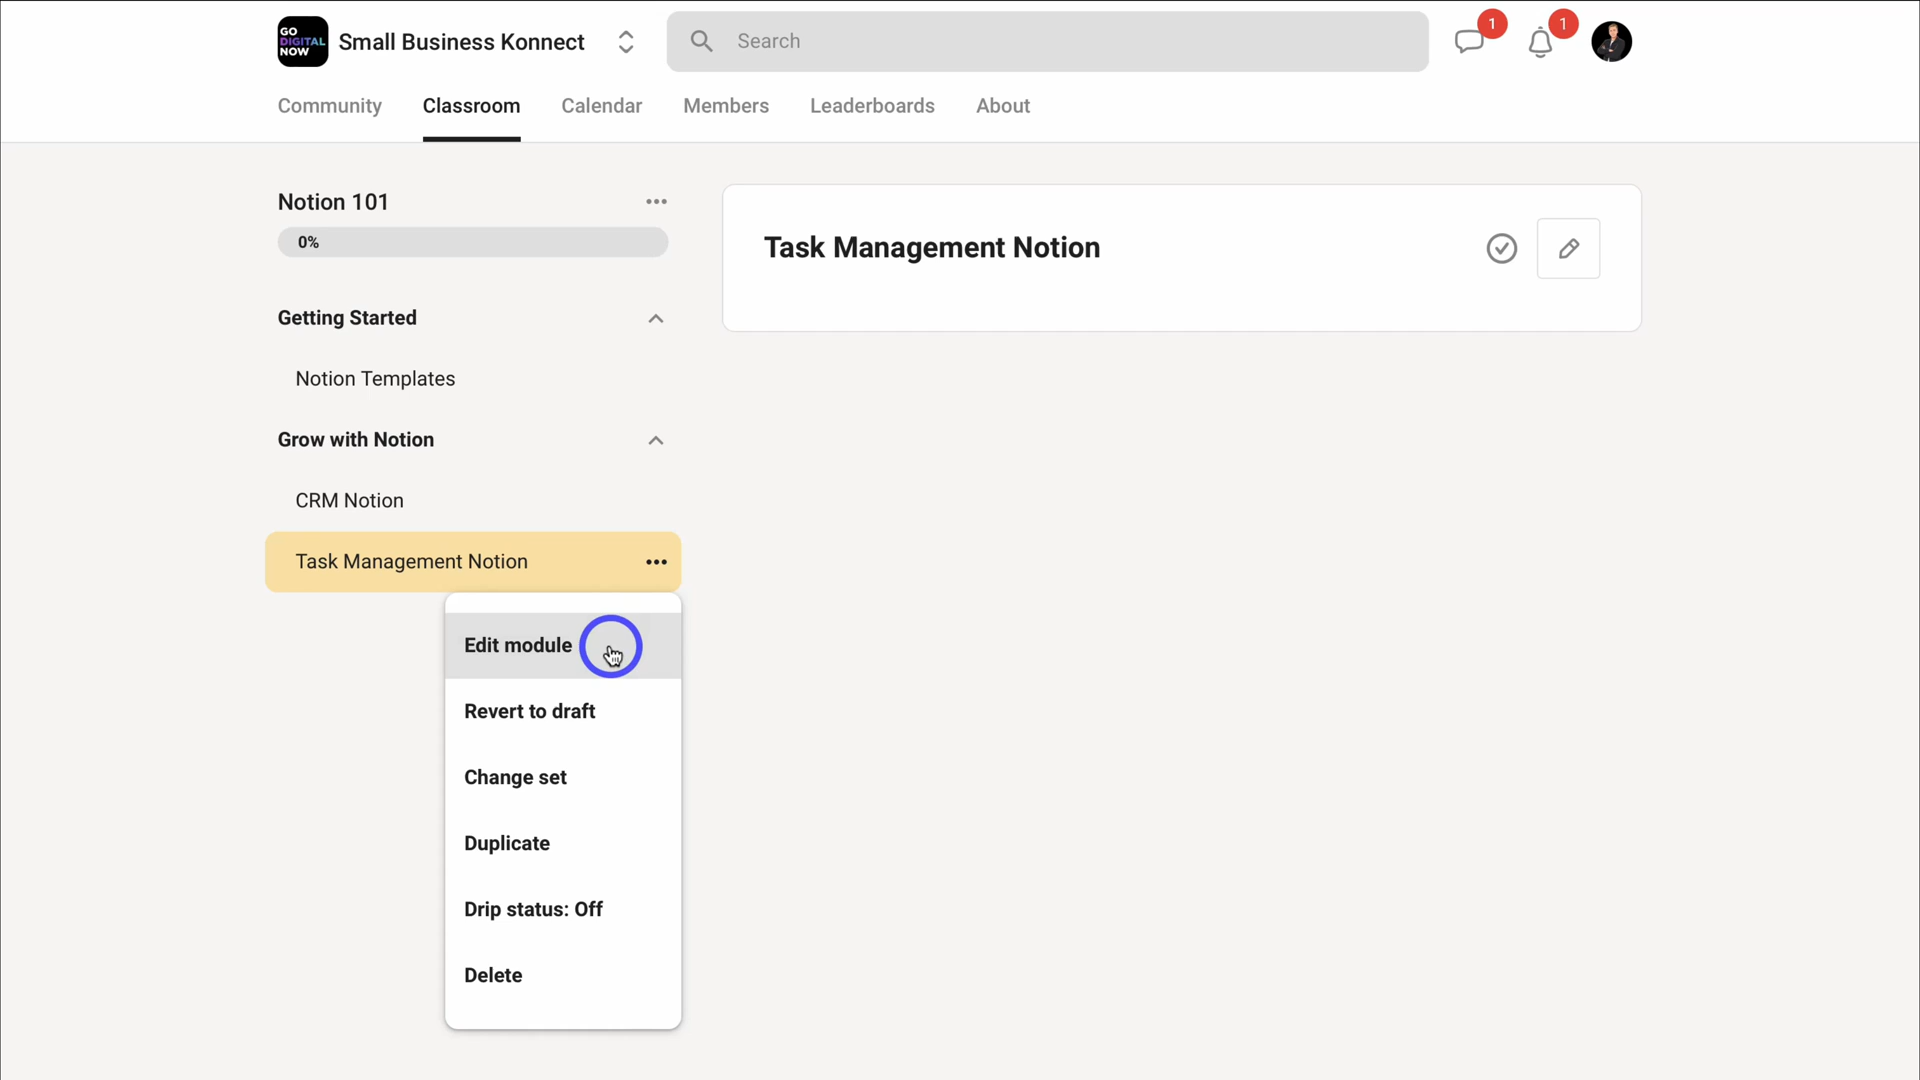 GO
DIGITAL
NOW
Small Business Konnect
Search
1
1
Community
Classroom
Calendar
Members
Leaderboards
About
Notion 101
0%
Getting Started
Notion Templates
Grow with Notion
CRM Notion
Task Management Notion
Edit module
Revert to draft
Change set
Duplicate
Drip status: Off
Delete
Task Management Notion